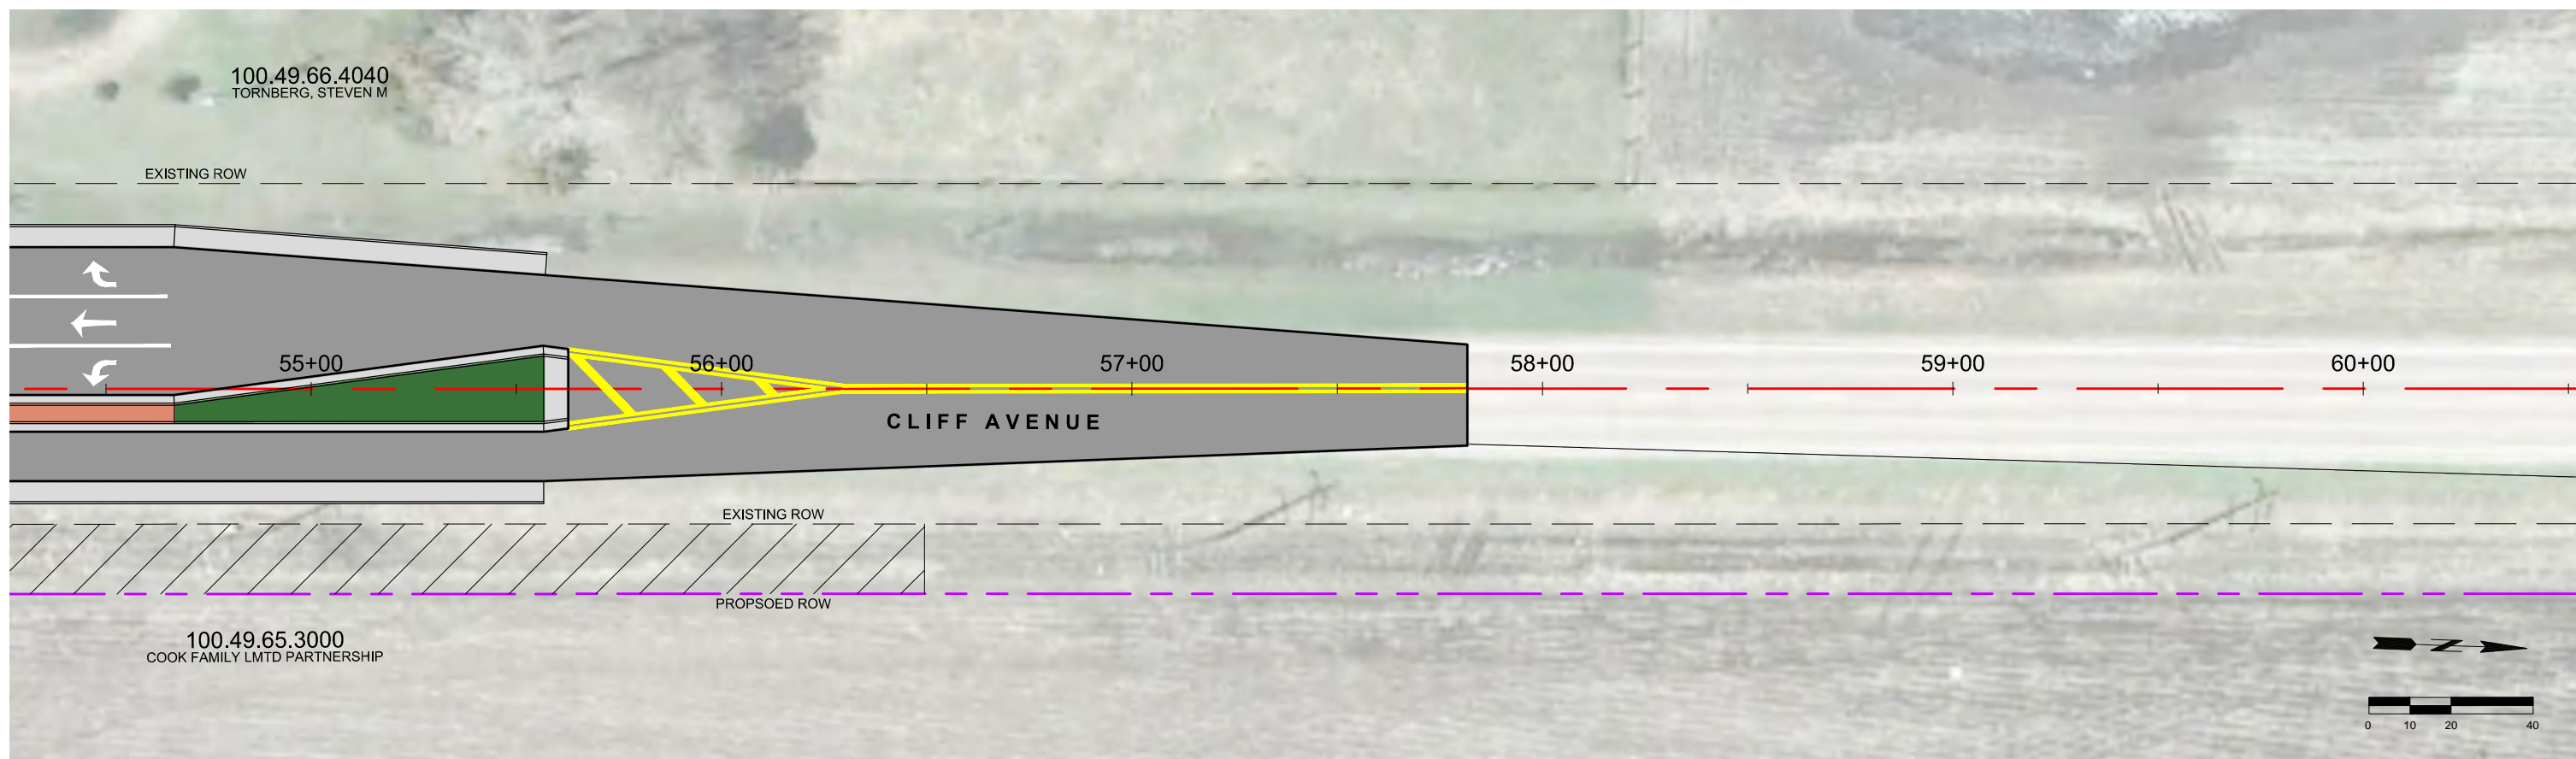 100.49.66.4040
TORNBERG, STEVEN M
EXISTING ROW
55+00
56+00
57+00
58+00
59+00
60+00
CLIFF AVENUE
EXISTING ROW
PROPSOED ROW
100.49.65.3000
COOK FAMILY LMTD PARTNERSHIP
Z
0 10 20 40